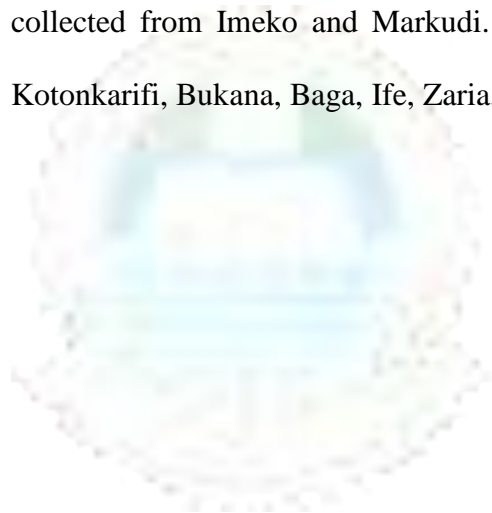 collected from Imeko and Markudi.
Kotonkarifi, Bukana, Baga, Ife, Zaria